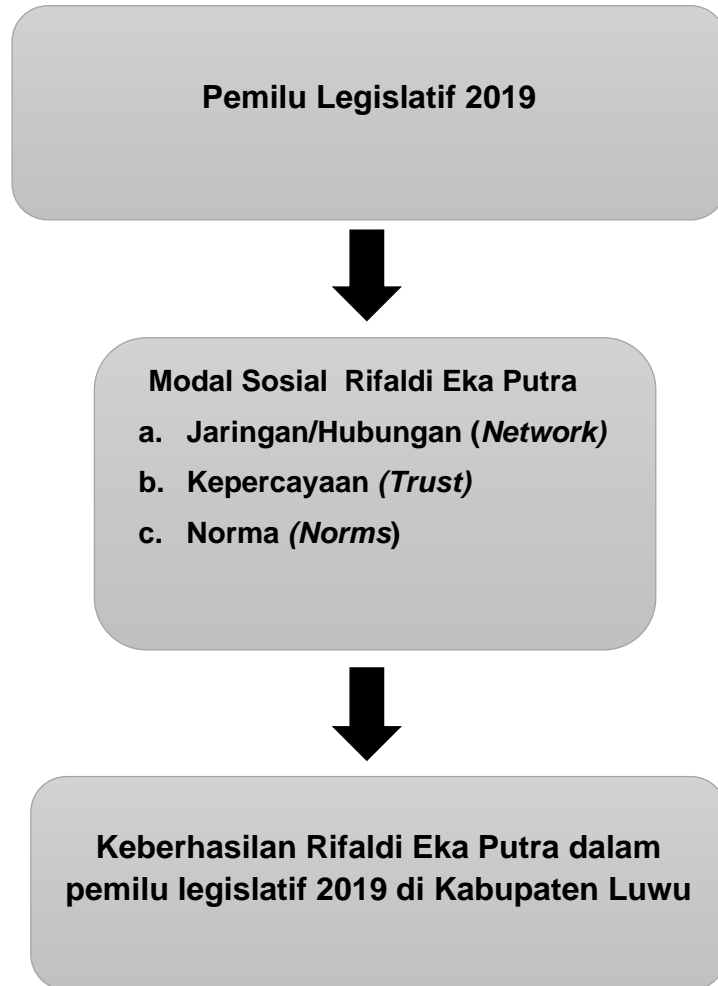 Pemilu Legislatif 2019
Modal Sosial Rifaldi Eka Putra
a. Jaringan/Hubungan (Network)
b. Kepercayaan (Trust)
c. Norma (Norms)
Keberhasilan Rifaldi Eka Putra dalam
pemilu legislatif 2019 di Kabupaten Luwu